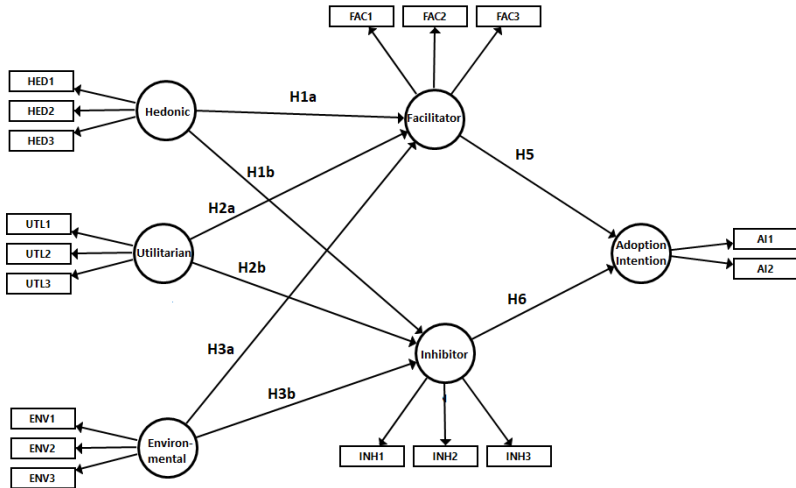 FAC1
FAC2
FAC3
HED1
HED2
HED3
Hedonic
H1a
Facilitator
H1b
H5
H2a
UTL1
UTL2
UTL3
Utilitarian
H2b
Adoption
Intention
AI1
AI2
H6
H3a
Inhibitor
H3b
ENV1
ENV2
ENV3
Environ-
mental
INH1
INH2
INH3